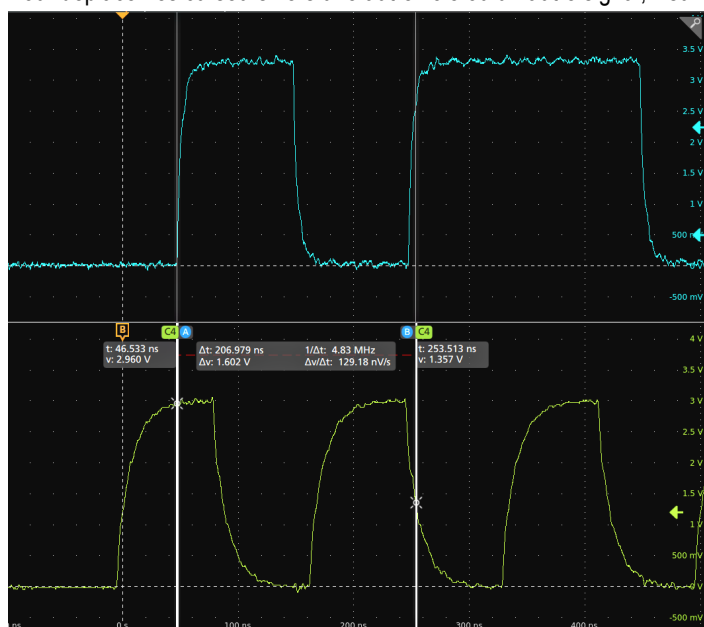 3.5 V
3 V
2.5 V
2 V
1.5 V
1 V
500 mV
0 V
-500 mV
B
C4 A
B C4
4 V
t: 46.533 ns
v: 2.960 V
Δt: 206.979 ns 1/Δt: 4.83 MHz
Δv: 1.602 V Δv/Δt: 129.18 nV/s
t: 253.513 ns
v: 1.357 V
3.5 V
3 V
2.5 V
2 V
1.5 V
1 V
500 mV
0 V
-500 mV
0 s 100 ns 200 ns 300 ns 400 ns